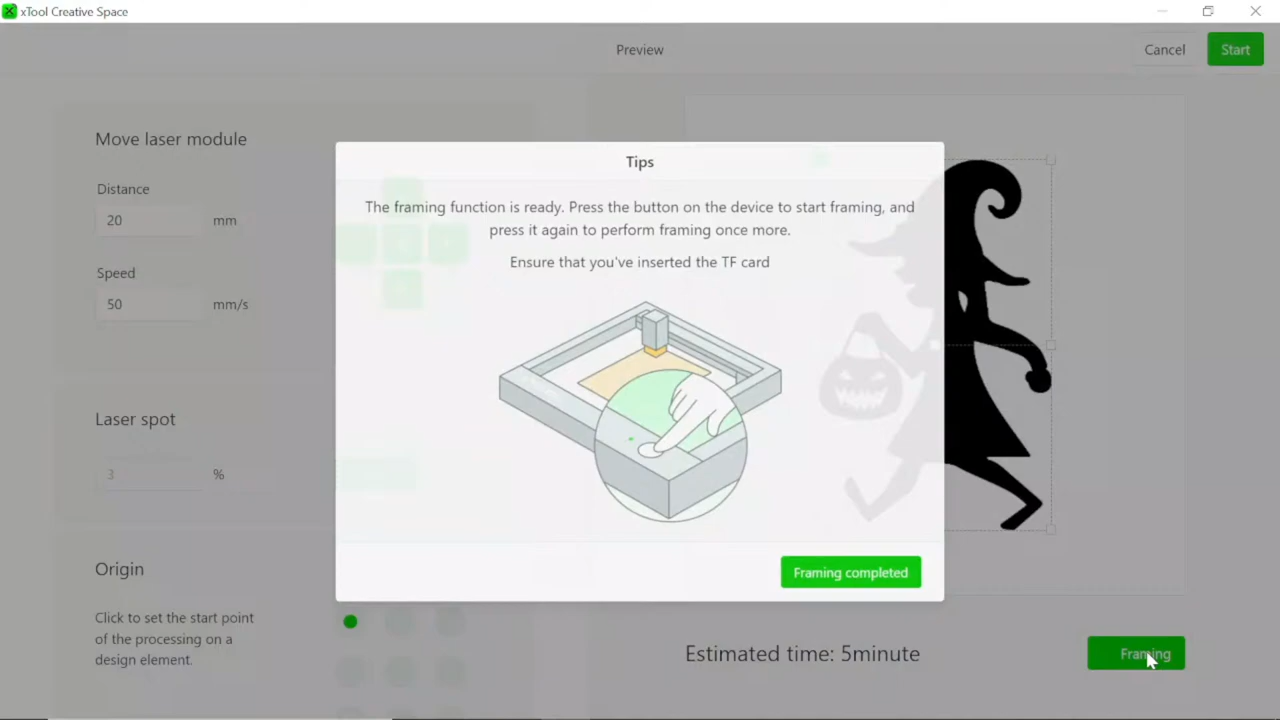 xTool Creative Space
Preview
Cancel
Start
Move laser module
Distance
20 mm
Speed
50 mm/s
Laser spot
3 %
Origin
Click to set the start point
of the processing on a
design element.
Tips
The framing function is ready. Press the button on the device to start framing, and
press it again to perform framing once more.
Ensure that you've inserted the TF card
Framing completed
Estimated time: 5minute
Framing